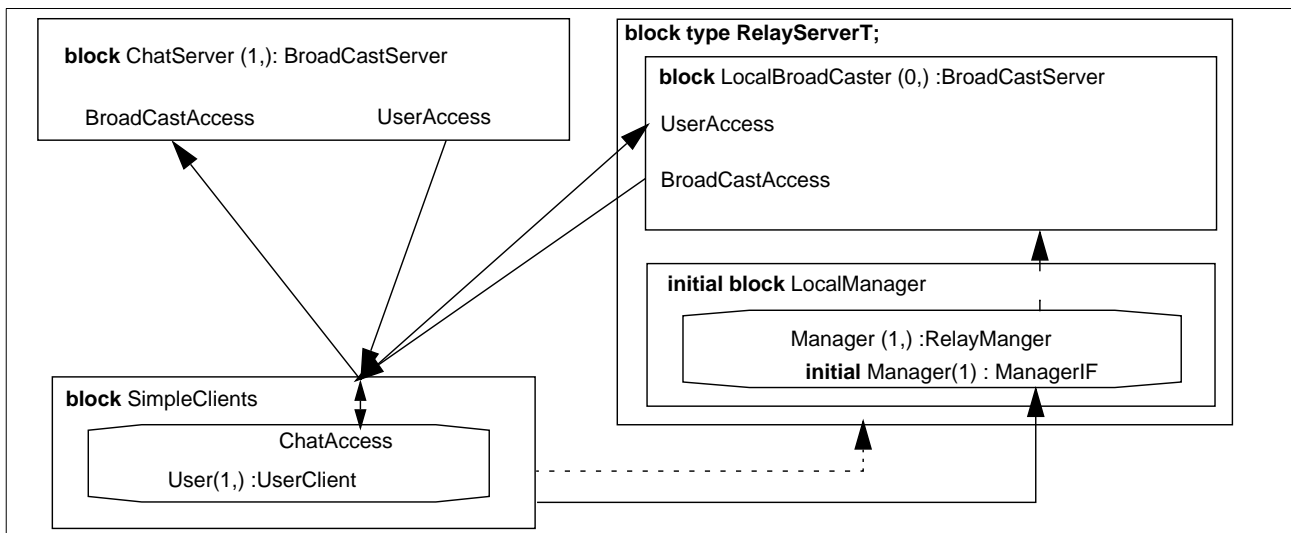 block ChatServer (1,): BroadCastServer
BroadCastAccess
UserAccess
block type RelayServerT;
block LocalBroadCaster (0,) :BroadCastServer
UserAccess
BroadCastAccess
initial block LocalManager
Manager (1,) :RelayManger
initial Manager(1) : ManagerIF
block SimpleClients
ChatAccess
User(1,) :UserClient